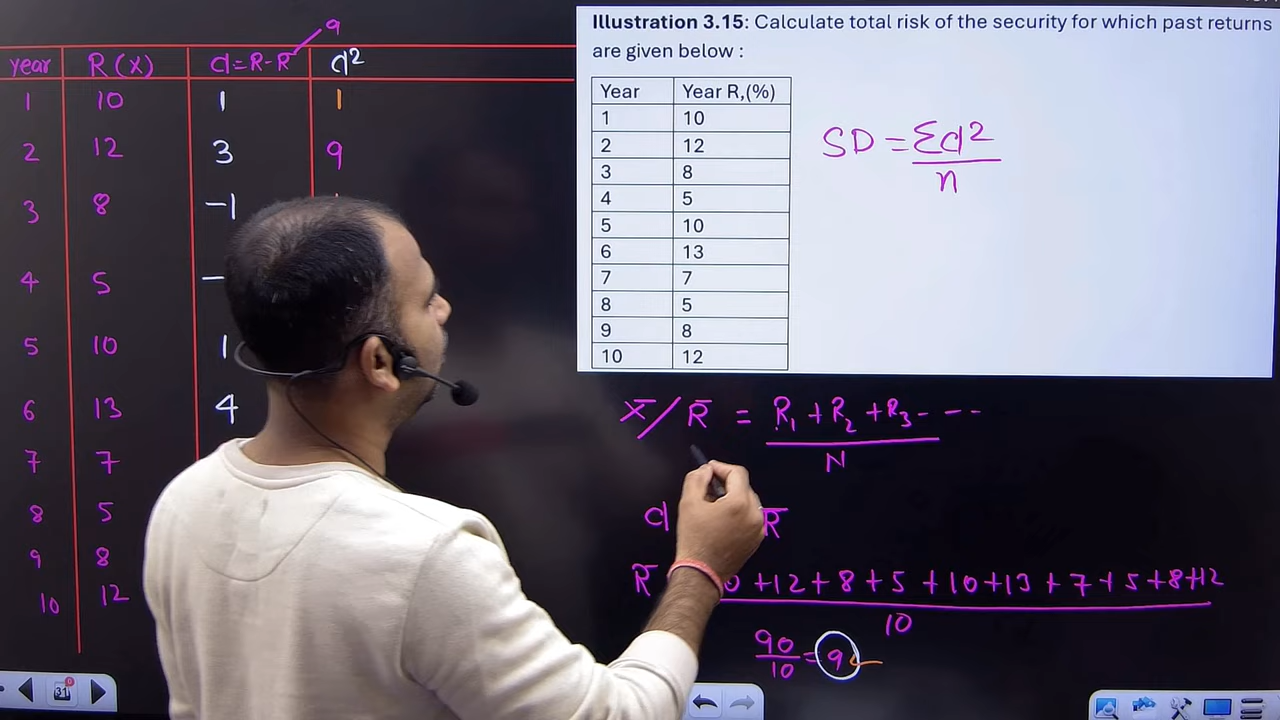 9
year R(X) d=R-R̄ d²
1 10 1 1
2 12 3 9
3 8 -1
4 5 -
5 10 1
6 13 4
7 7
8 5
9 8
10 12
Illustration 3.15: Calculate total risk of the security for which past returns
are given below :
Year Year R,(%)
1 10
2 12
3 8
4 5
5 10
6 13
7 7
8 5
9 8
10 12
SD = Σd²
n
X̄/R̄ = R₁ + R₂ + R₃- - - -
N
d R̄
R̄ 0 +12 + 8 + 5 + 10 + 13 + 7 + 5 + 8 + 12
10
90
10
= 9
31